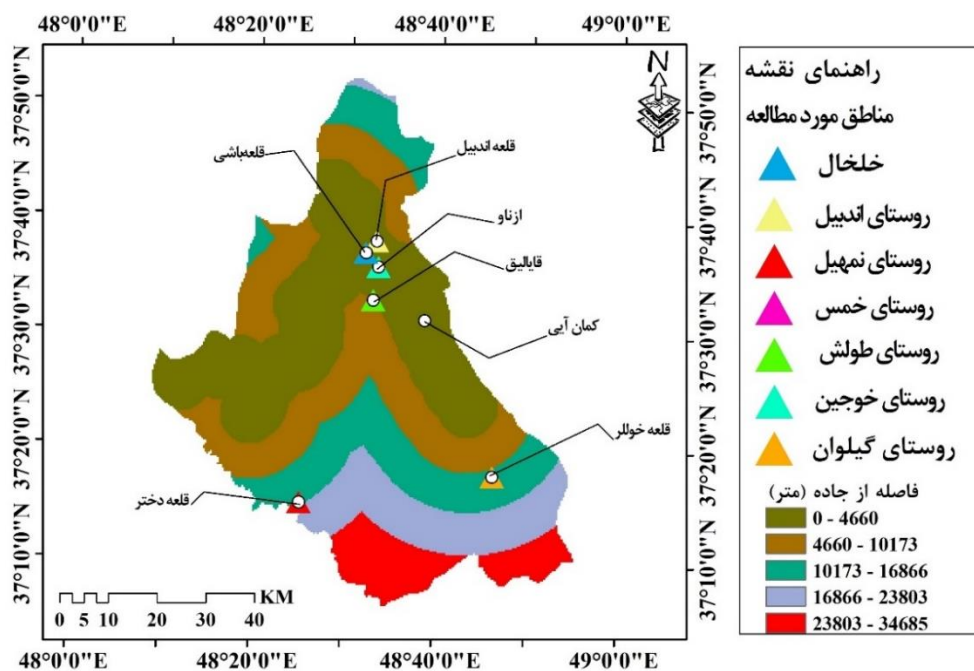 48°0'0"E 48°20'0"E 48°40'0"E 49°0'0"E
37°50'0"N
37°40'0"N
37°30'0"N
37°20'0"N
37°10'0"N
N
قلعه‌باشی
قلعه اندبیل
ازناو
قایالیق
کمان آیی
قلعه خوللر
قلعه دختر
0 5 10 20 30 40 KM
37°50'0"N
37°40'0"N
37°30'0"N
37°20'0"N
37°10'0"N
48°0'0"E 48°20'0"E 48°40'0"E 49°0'0"E
راهنمای نقشه
مناطق مورد مطالعه
خلخال
روستای اندبیل
روستای نمهیل
روستای خمس
روستای طولش
روستای خوجین
روستای گیلوان
فاصله از جاده (متر)
0 - 4660
4660 - 10173
10173 - 16866
16866 - 23803
23803 - 34685